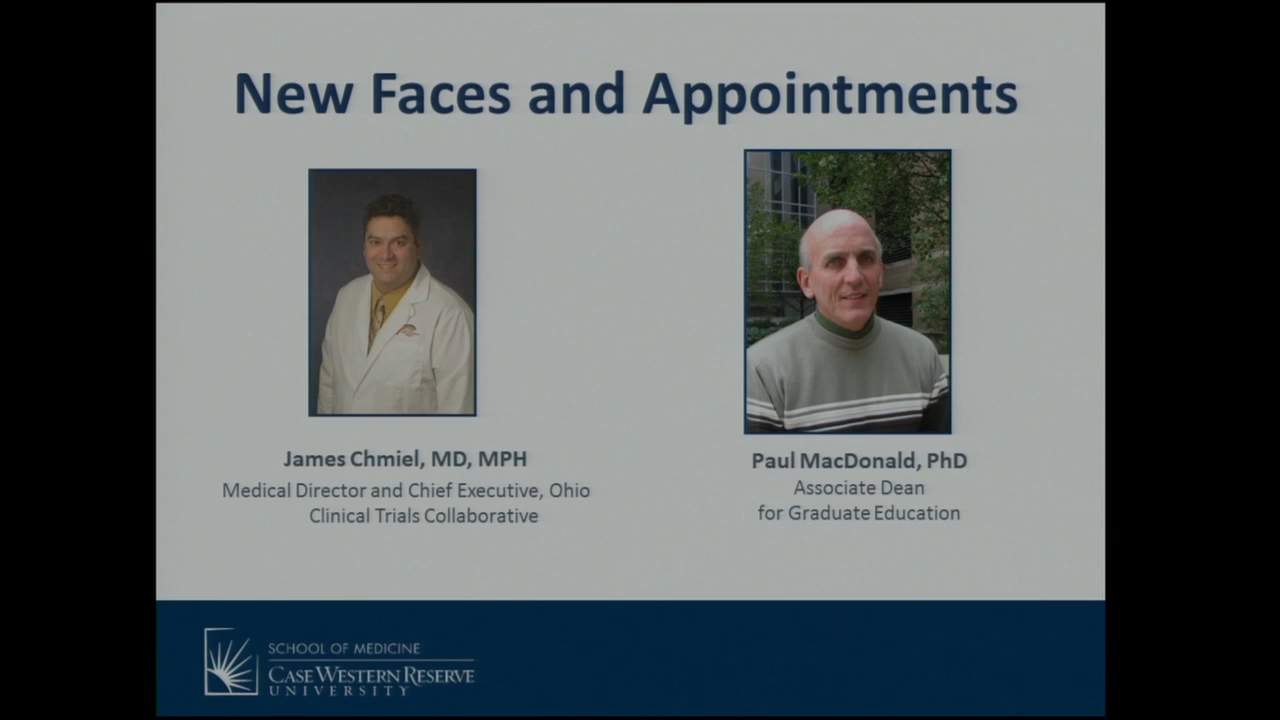 New Faces and Appointments
James Chmiel, MD, MPH
Medical Director and Chief Executive, Ohio
Clinical Trials Collaborative
Paul MacDonald, PhD
Associate Dean
for Graduate Education
SCHOOL OF MEDICINE
CASE WESTERN RESERVE
UNIVERSITY